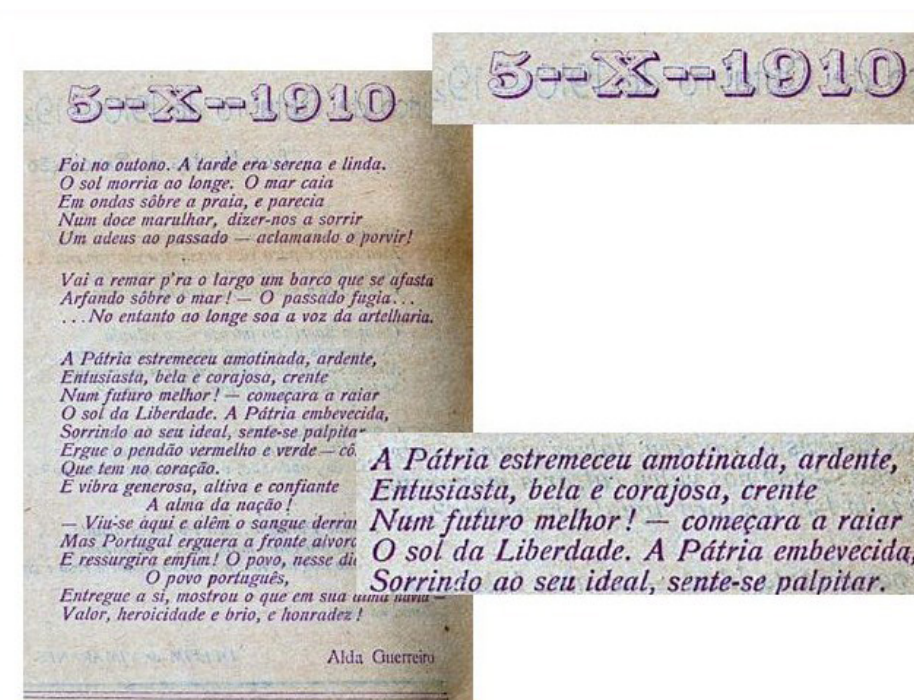 5--X--1910
Foi no outono. A tarde era serena e linda.
O sol morria ao longe. O mar caia
Em ondas sôbre a praia, e parecia
Num doce marulhar, dizer-nos a sorrir
Um adeus ao passado — aclamando o porvir!
Vai a remar p'ra o largo um barco que se afasta
Arfando sôbre o mar! — O passado fugia...
...No entanto ao longe soa a voz da artelharia.
A Pátria estremeceu amotinada, ardente,
Entusiasta, bela e corajosa, crente
Num futuro melhor! — começara a raiar
O sol da Liberdade. A Pátria embevecida,
Sorrindo ao seu ideal, sente-se palpitar
Ergue o pendão vermelho e verde — cô
Que tem no coração.
E vibra generosa, altiva e confiante
A alma da nação!
— Viu-se aqui e além o sangue
Mas Portugal erguera a fronte
E ressurgira emfim! O povo, nesse
O povo português,
Entregue a si, mostrou o que em sua alma havia —
Valor, heroicidade e brio, e honradez!
Alda Guerreiro
5--X--1910
A Pátria estremeceu amotinada, ardente,
Entusiasta, bela e corajosa, crente
Num futuro melhor! — começara a raiar
O sol da Liberdade. A Pátria embevecida,
Sorrindo ao seu ideal, sente-se palpitar.